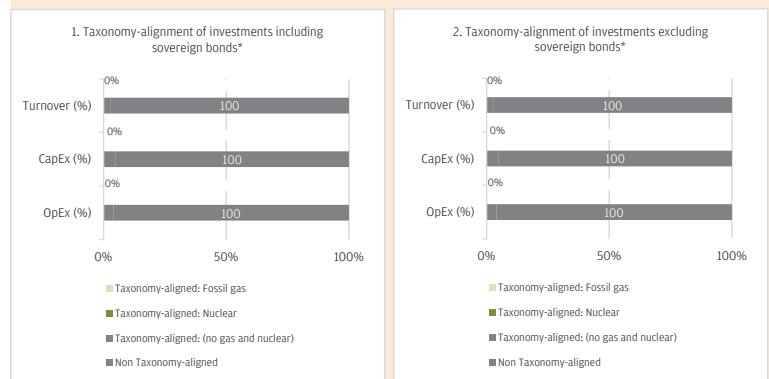 1. Taxonomy-alignment of investments including
sovereign bonds*
0%
Turnover (%)
100
0%
CapEx (%)
100
0%
OpEx (%)
100
0%
50%
100%
Taxonomy-aligned: Fossil gas
Taxonomy-aligned: Nuclear
Taxonomy-aligned: (no gas and nuclear)
Non Taxonomy-aligned
2. Taxonomy-alignment of investments excluding
sovereign bonds*
0%
Turnover (%)
100
0%
CapEx (%)
100
0%
OpEx (%)
100
0%
50%
100%
Taxonomy-aligned: Fossil gas
Taxonomy-aligned: Nuclear
Taxonomy-aligned: (no gas and nuclear)
Non Taxonomy-aligned